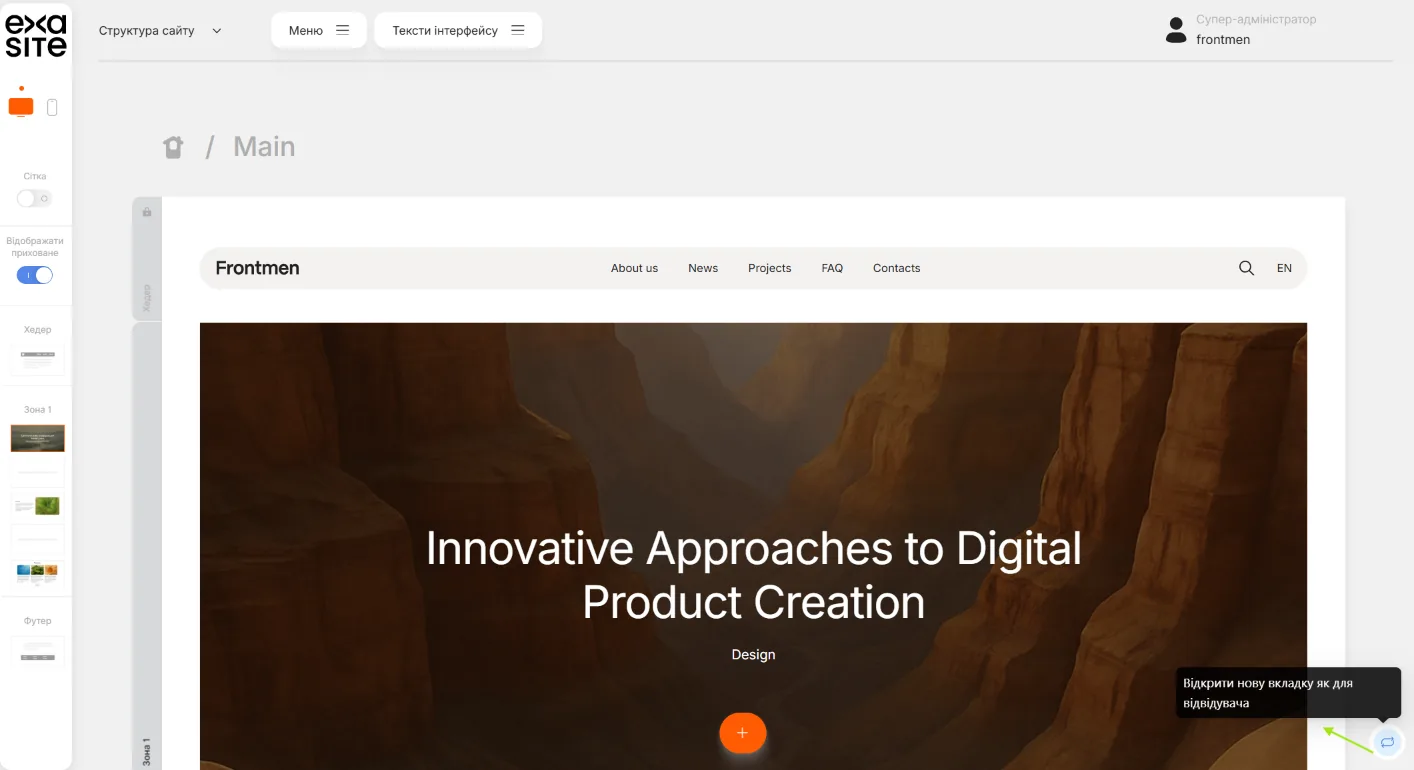 exa
SITE
Структура сайту
Меню
Тексти інтерфейсу
Супер-адміністратор
frontmen
/ Main
Сітка
Відображати
приховане
Хедер
Зона 1
Футер
Хедер
Frontmen
About us
News
Projects
FAQ
Contacts
EN
Innovative Approaches to Digital
Product Creation
Design
+
Зона 1
Відкрити нову вкладку як для
відвідувача